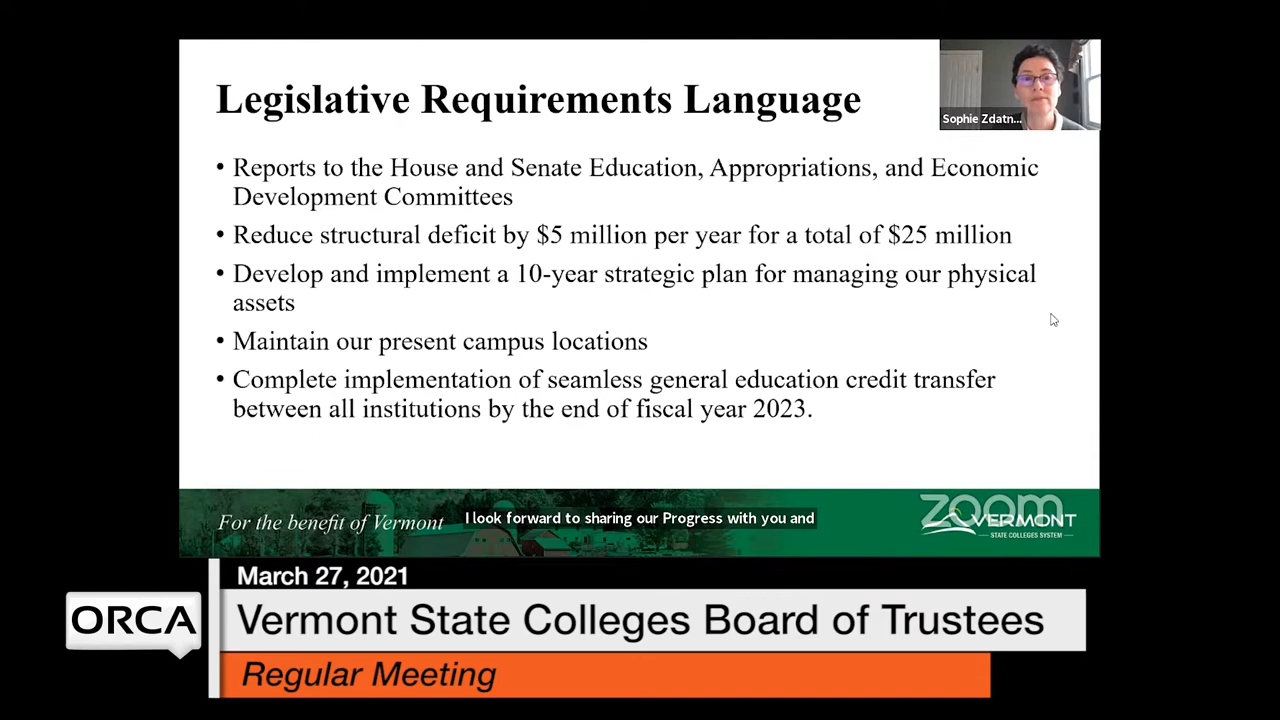 Legislative Requirements Language
Sophie Zdatn...
• Reports to the House and Senate Education, Appropriations, and Economic
Development Committees
• Reduce structural deficit by $5 million per year for a total of $25 million
• Develop and implement a 10-year strategic plan for managing our physical
assets
• Maintain our present campus locations
• Complete implementation of seamless general education credit transfer
between all institutions by the end of fiscal year 2023.
For the benefit of Vermont
I look forward to sharing our Progress with you and
zoom
VERMONT
STATE COLLEGES SYSTEM
March 27, 2021
ORCA
Vermont State Colleges Board of Trustees
Regular Meeting